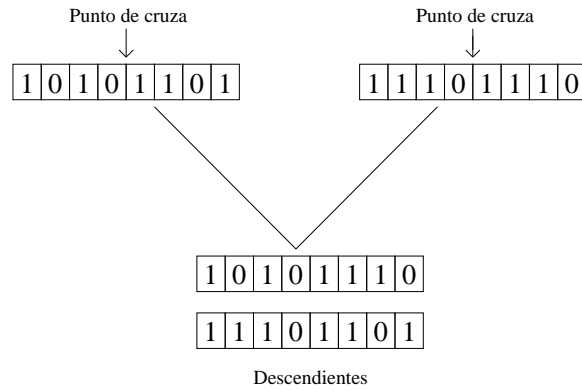 Punto de cruza
Punto de cruza
1 0 1 0 1 1 0 1
1 1 1 0 1 1 1 0
1 0 1 0 1 1 1 0
1 1 1 0 1 1 0 1
Descendientes